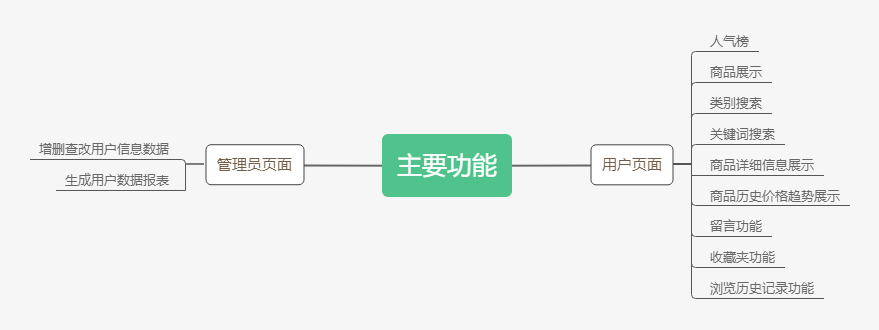 主要功能
管理员页面
增删查改用户信息数据
生成用户数据报表
用户页面
人气榜
商品展示
类别搜索
关键词搜索
商品详细信息展示
商品历史价格趋势展示
留言功能
收藏夹功能
浏览历史记录功能